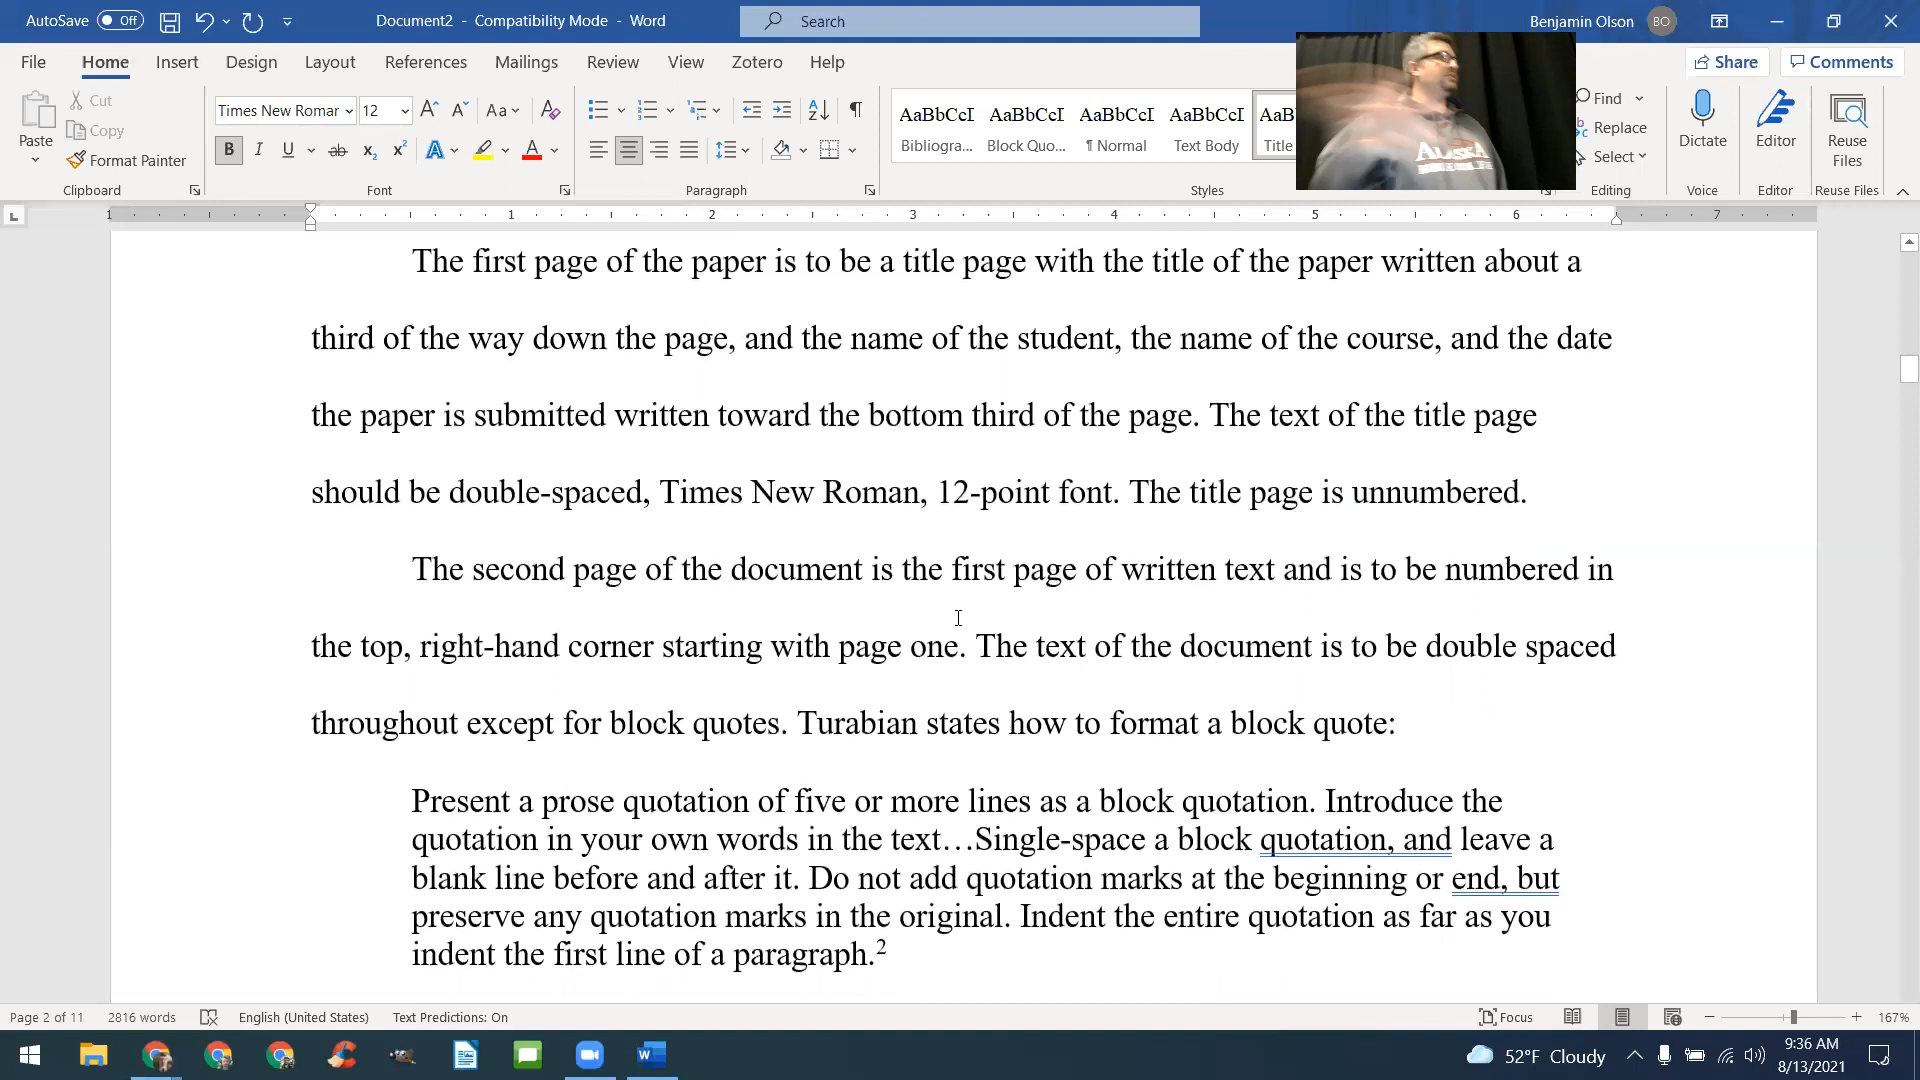 AutoSave Off Document2 - Compatibility Mode - Word Search Benjamin Olson BO
File Home Insert Design Layout References Mailings Review View Zotero Help Share Comments
Paste Cut Copy Format Painter Clipboard
Times New Roman 12 Font
Paragraph
AaBbCcI AaBbCcI AaBbCcI AaBbCcI AaBb
Bibliogra... Block Quo... ¶ Normal Text Body Title
Styles
ALASKA
Find Replace Select Editing
Dictate Voice
Editor Editor
Reuse Files Reuse Files
1 1 2 3 4 5 6 7
The first page of the paper is to be a title page with the title of the paper written about a
third of the way down the page, and the name of the student, the name of the course, and the date
the paper is submitted written toward the bottom third of the page. The text of the title page
should be double-spaced, Times New Roman, 12-point font. The title page is unnumbered.
The second page of the document is the first page of written text and is to be numbered in
the top, right-hand corner starting with page one. The text of the document is to be double spaced
throughout except for block quotes. Turabian states how to format a block quote:
Present a prose quotation of five or more lines as a block quotation. Introduce the
quotation in your own words in the text…Single-space a block quotation, and leave a
blank line before and after it. Do not add quotation marks at the beginning or end, but
preserve any quotation marks in the original. Indent the entire quotation as far as you
indent the first line of a paragraph.2
Page 2 of 11 2816 words English (United States) Text Predictions: On Focus 167%
52°F Cloudy 9:36 AM
8/13/2021